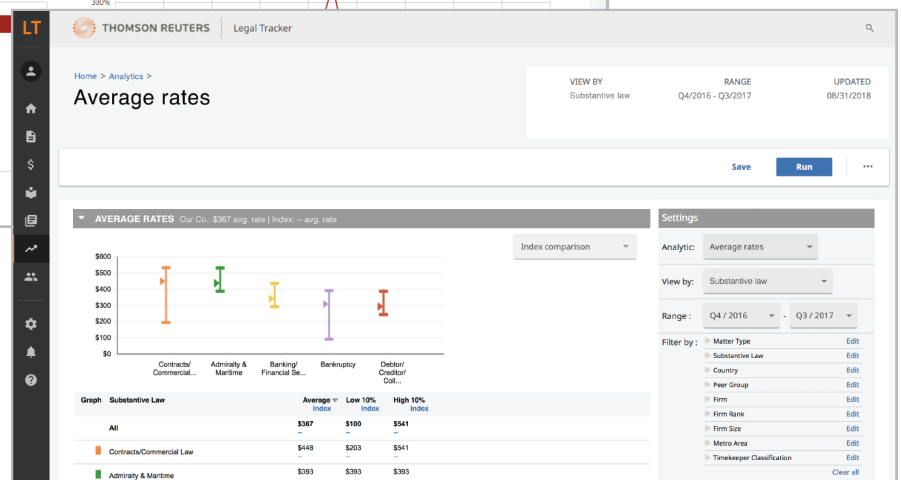 300%
LT
THOMSON REUTERS Legal Tracker
Home > Analytics >
Average rates
VIEW BY RANGE UPDATED
Substantive law Q4/2016 - Q3/2017 08/31/2018
Save Run ...
AVERAGE RATES Our Co.: $367 avg. rate | Index: -- avg. rate
Index comparison
$600
$500
$400
$300
$200
$100
$0
Contracts/ Admiralty & Banking/ Bankruptcy Debtor/
Commercial... Maritime Financial Se... Creditor/
Coll...
Graph Substantive Law Average Low 10% High 10%
Index Index Index
All $367 $100 $541
-- -- --
Contracts/Commercial Law $448 $203 $541
-- -- --
Admiralty & Maritime $393 $393 $393
Settings
Analytic: Average rates
View by: Substantive law
Range : Q4 / 2016 - Q3 / 2017
Filter by : Matter Type Edit
Substantive Law Edit
Country Edit
Peer Group Edit
Firm Edit
Firm Rank Edit
Firm Size Edit
Metro Area Edit
Timekeeper Classification Edit
Clear all